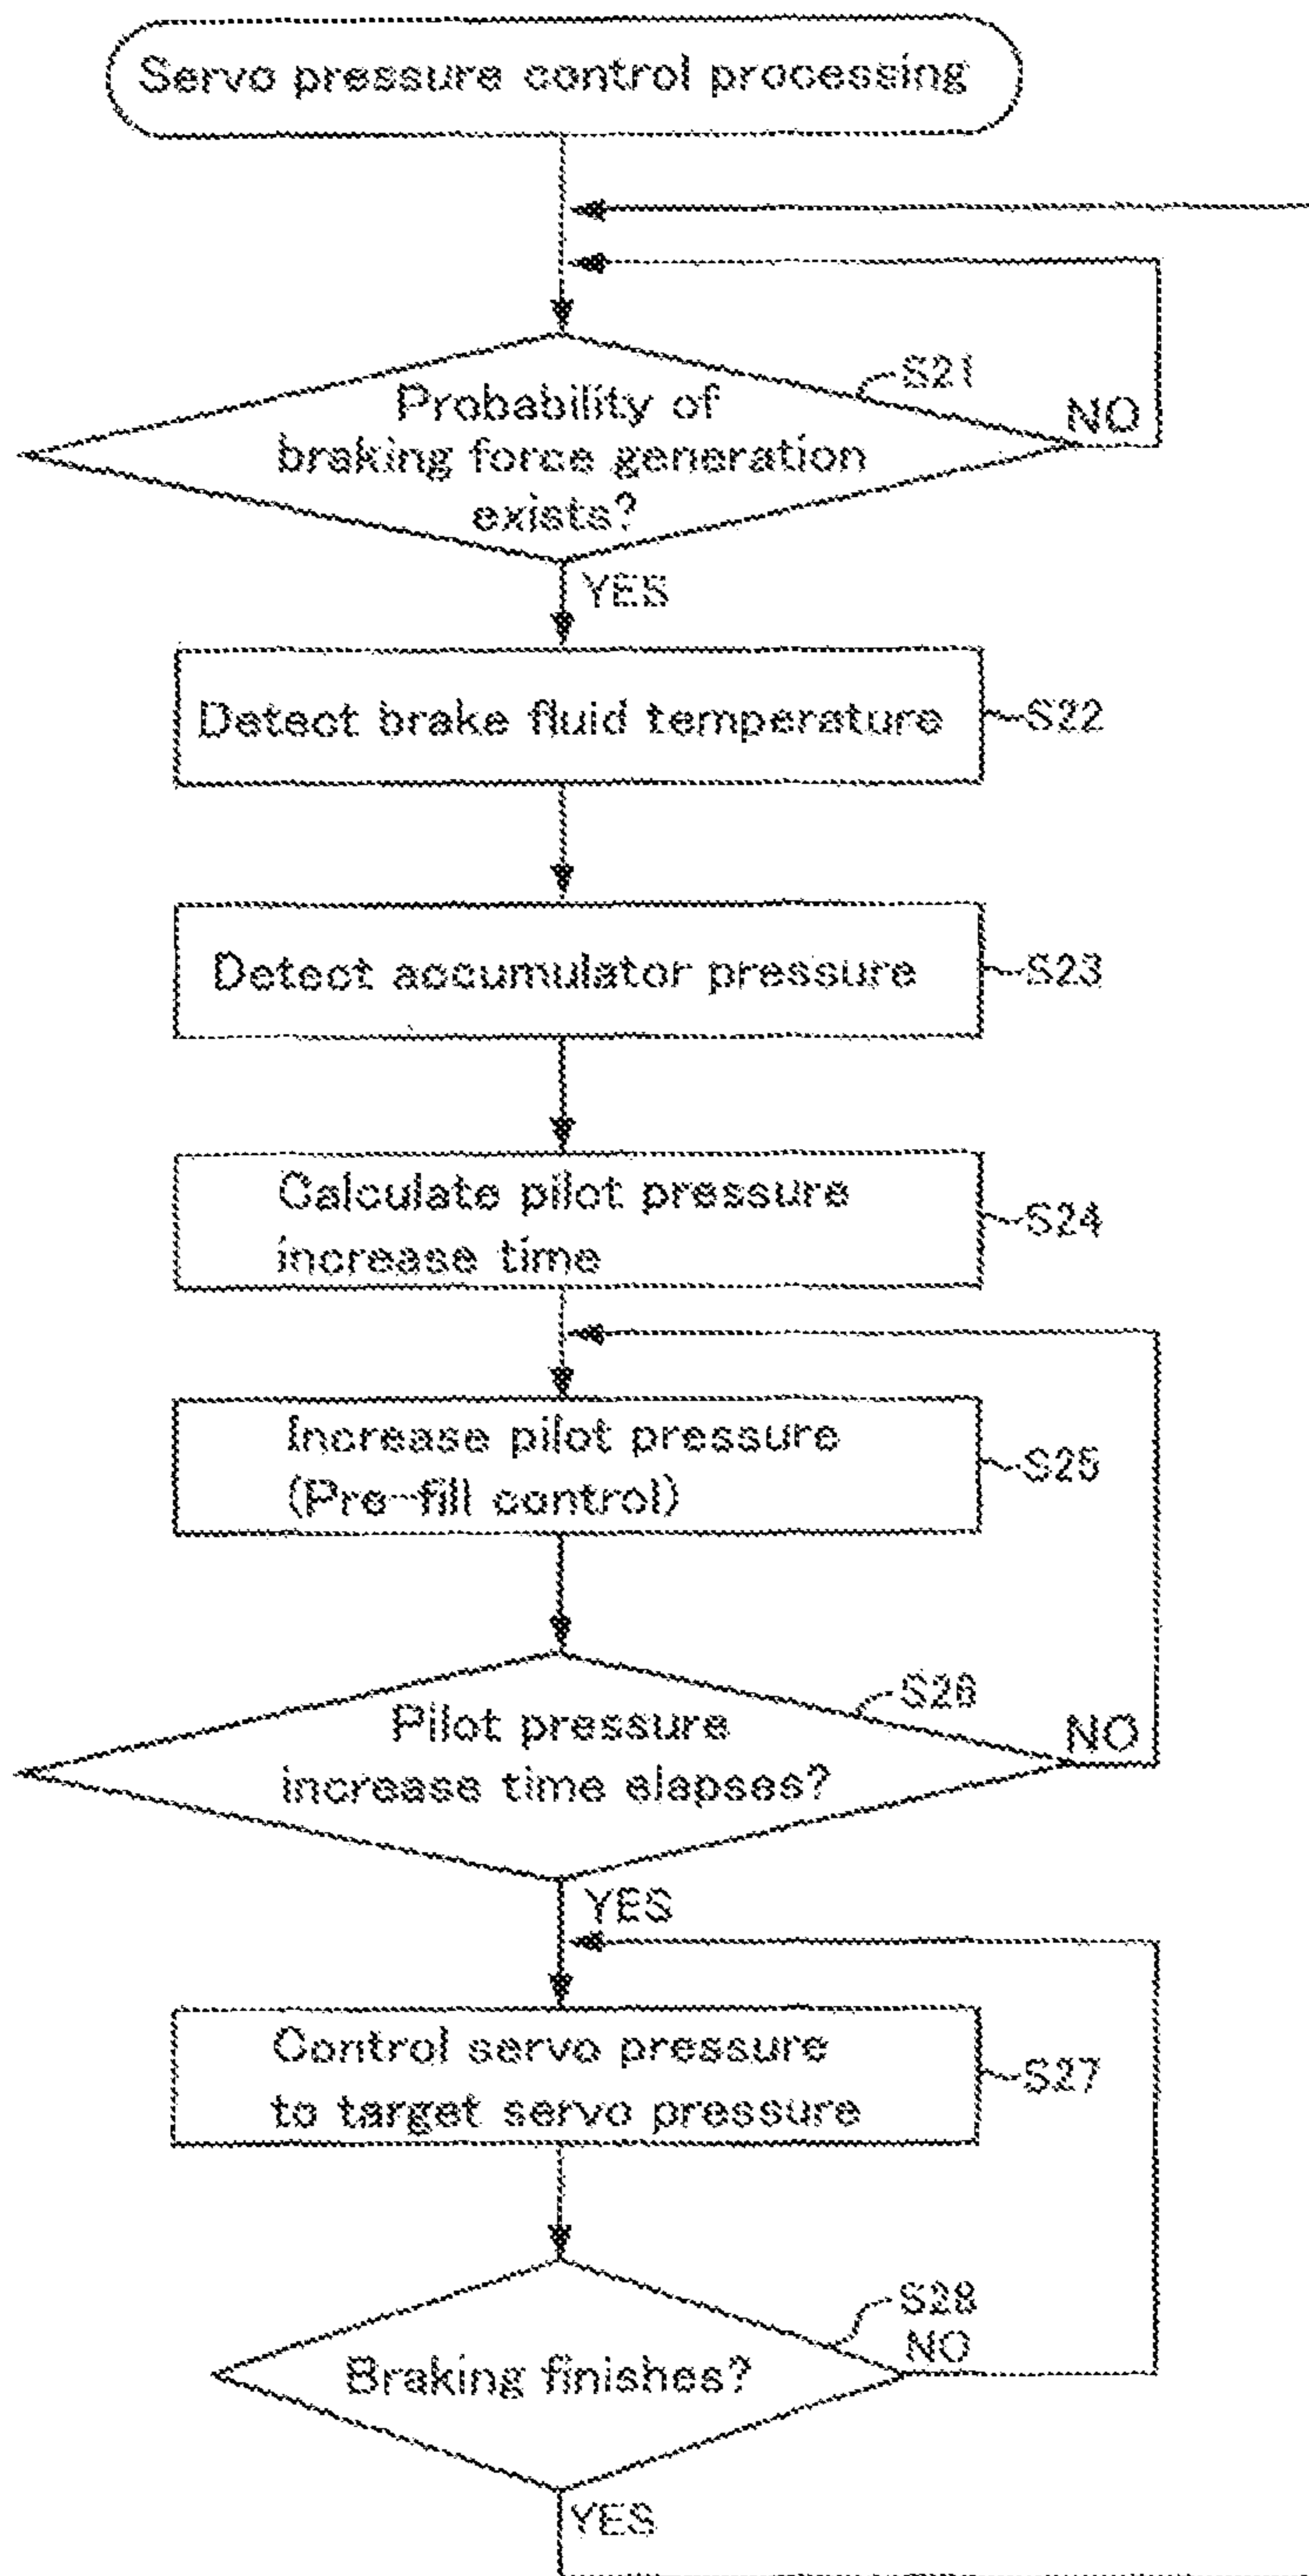 Servo pressure control processing
S21
Probability of
braking force generation
exists?
NO
YES
Detect brake fluid temperature
S22
Detect accumulator pressure
S23
Calculate pilot pressure
increase time
S24
Increase pilot pressure
(Pre-fill control)
S25
S26
Pilot pressure
increase time elapses?
NO
YES
Control servo pressure
to target servo pressure
S27
S28
NO
Braking finishes?
YES